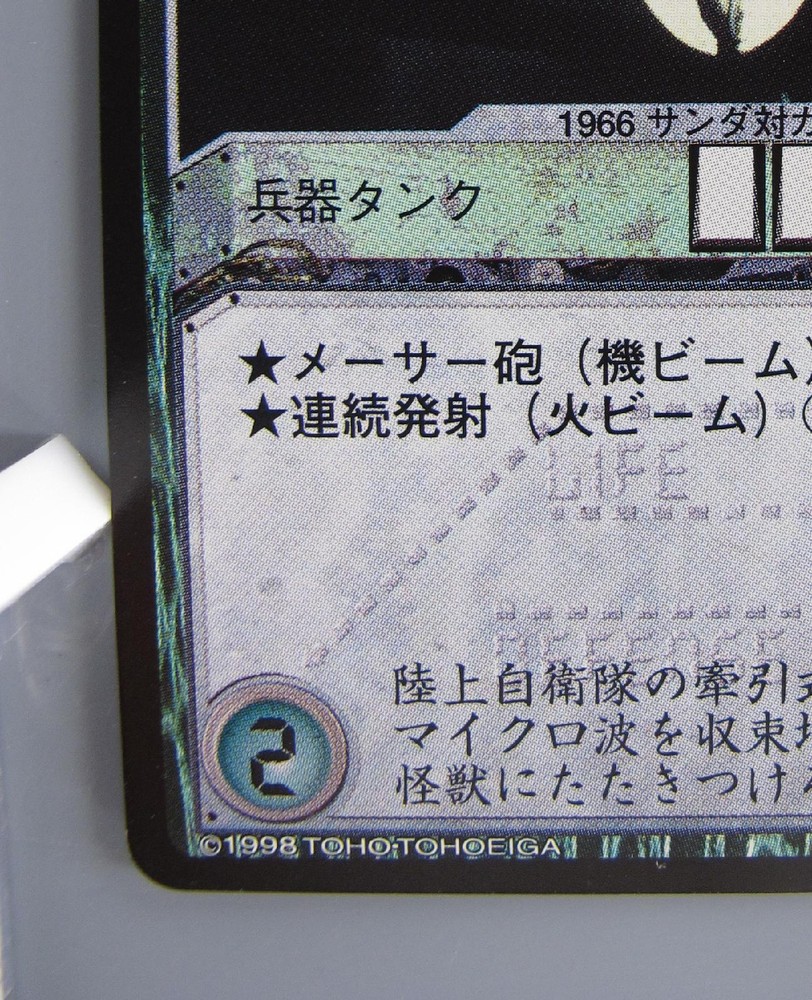 1966 サンダ対ガ
兵器タンク
★メーサー砲（機ビーム）
★連続発射（火ビーム）（
LIFE
DEFENCE
陸上自衛隊の牽引式
マイクロ波を収束
怪獣にたたきつける
2
©1998 TOHO・TOHOEIGA